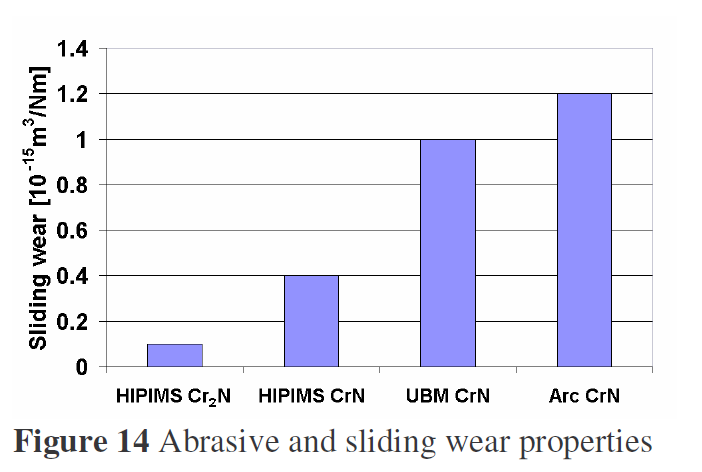 Sliding wear [10⁻¹⁵m³/Nm]
1.4
1.2
1
0.8
0.6
0.4
0.2
0
HIPIMS Cr₂N HIPIMS CrN UBM CrN Arc CrN
Figure 14 Abrasive and sliding wear properties